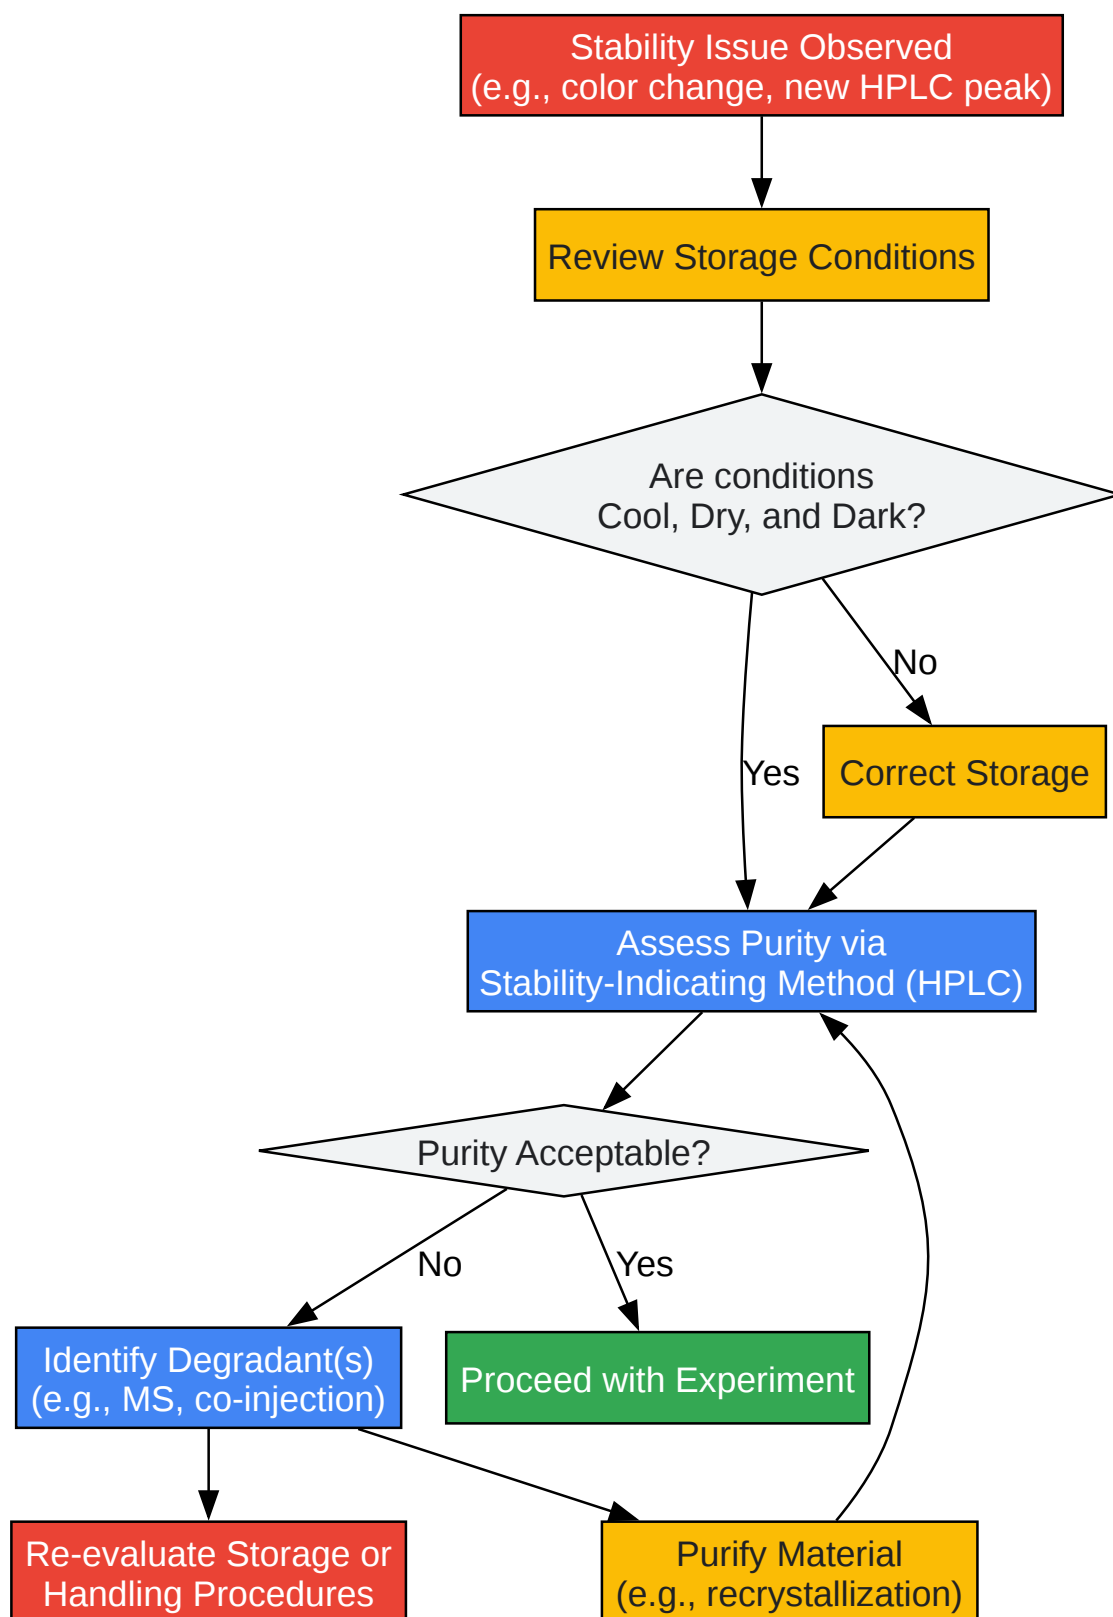 Stability Issue Observed
(e.g., color change, new HPLC peak)
Review Storage Conditions
Are conditions
Cool, Dry, and Dark?
No
Yes
Correct Storage
Assess Purity via
Stability-Indicating Method (HPLC)
Purity Acceptable?
No
Yes
Identify Degradant(s)
(e.g., MS, co-injection)
Proceed with Experiment
Re-evaluate Storage or
Handling Procedures
Purify Material
(e.g., recrystallization)